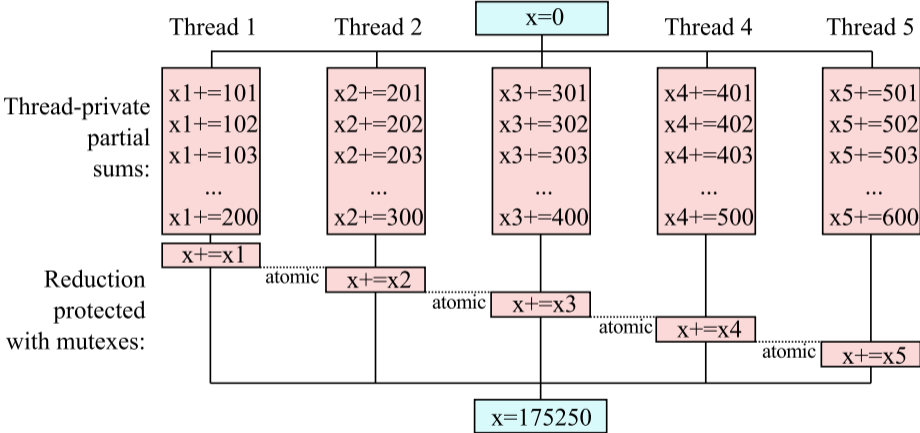 x=0
Thread 1 Thread 2 Thread 4 Thread 5
Thread-private
partial
sums:
x1+=101 x2+=201 x3+=301 x4+=401 x5+=501
x1+=102 x2+=202 x3+=302 x4+=402 x5+=502
x1+=103 x2+=203 x3+=303 x4+=403 x5+=503
... ... ... ... ...
x1+=200 x2+=300 x3+=400 x4+=500 x5+=600
Reduction
protected
with mutexes:
x+=x1
atomic x+=x2
atomic x+=x3
atomic x+=x4
atomic x+=x5
x=175250